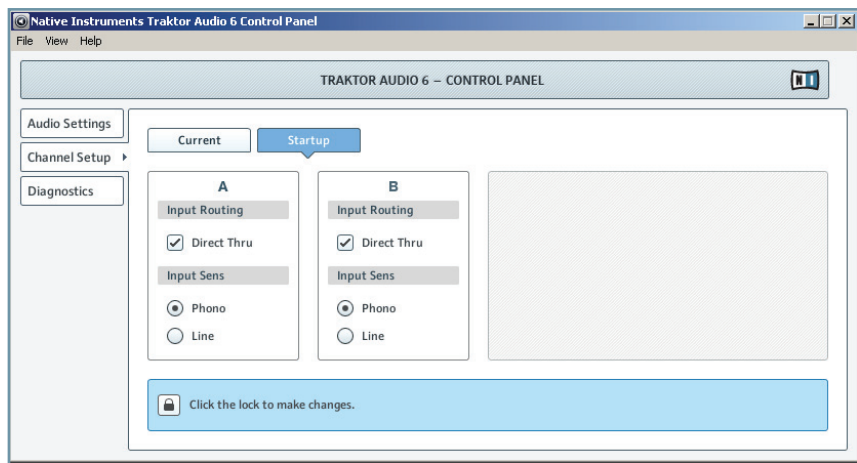 Native Instruments Traktor Audio 6 Control Panel
File View Help
TRAKTOR AUDIO 6 – CONTROL PANEL
NI
Audio Settings
Channel Setup
Diagnostics
Current Startup
A
Input Routing
Direct Thru
Input Sens
Phono
Line
B
Input Routing
Direct Thru
Input Sens
Phono
Line
Click the lock to make changes.